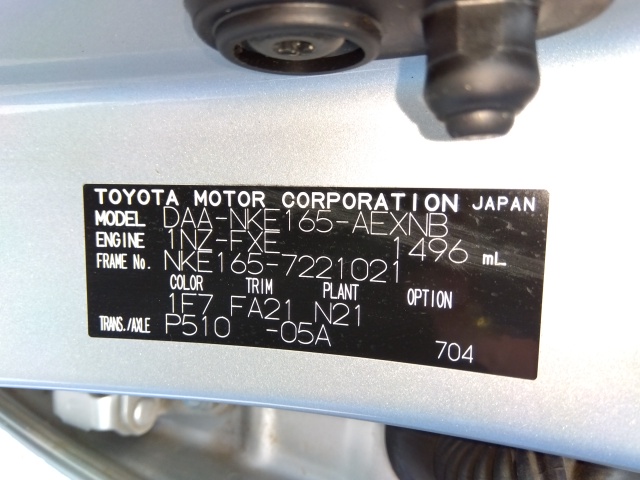 TOYOTA MOTOR CORPORATION JAPAN
MODEL DAA-NKE165-AEXNB
ENGINE 1NZ-FXE 1496 mL
FRAME No. NKE165-7221021
COLOR TRIM PLANT OPTION
1F7 FA21 N21
TRANS./AXLE P510 -05A
704